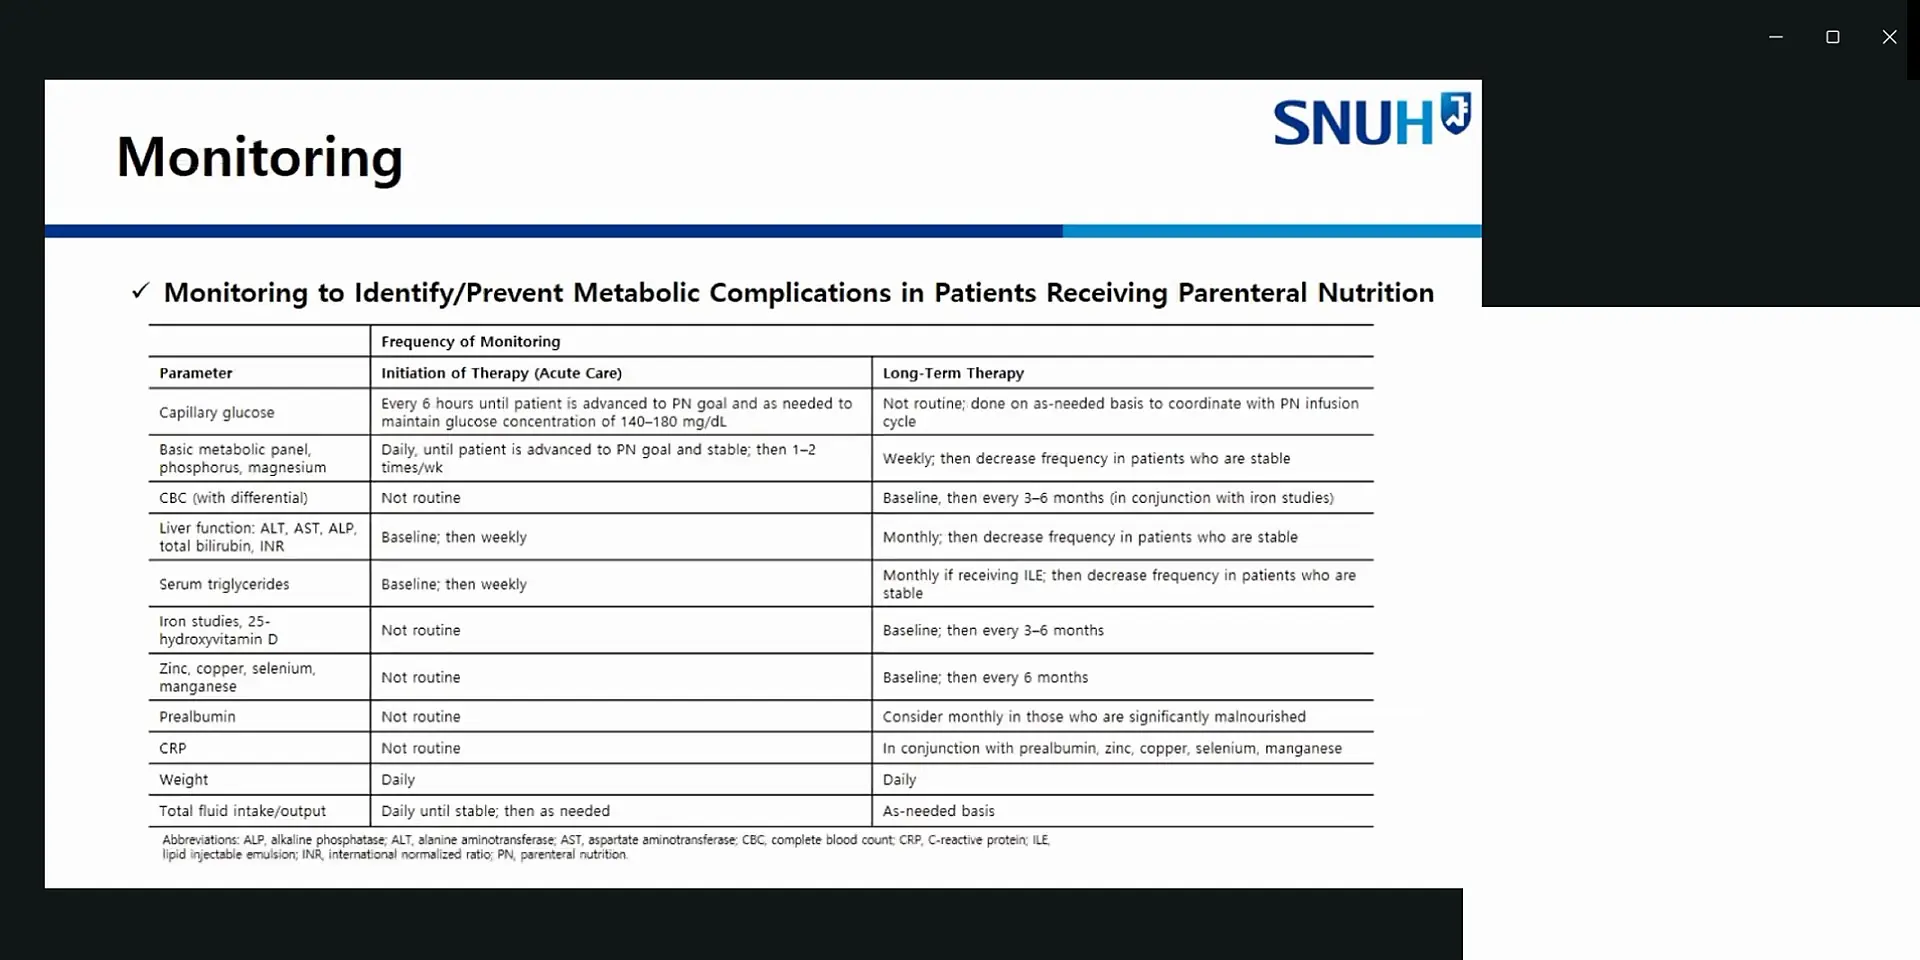 SNUH
Monitoring
✓ Monitoring to Identify/Prevent Metabolic Complications in Patients Receiving Parenteral Nutrition
Frequency of Monitoring
Parameter
Initiation of Therapy (Acute Care)
Long-Term Therapy
Capillary glucose
Every 6 hours until patient is advanced to PN goal and as needed to
maintain glucose concentration of 140–180 mg/dL
Not routine; done on as-needed basis to coordinate with PN infusion
cycle
Basic metabolic panel,
phosphorus, magnesium
Daily, until patient is advanced to PN goal and stable; then 1–2
times/wk
Weekly; then decrease frequency in patients who are stable
CBC (with differential)
Not routine
Baseline, then every 3–6 months (in conjunction with iron studies)
Liver function: ALT, AST, ALP,
total bilirubin, INR
Baseline; then weekly
Monthly; then decrease frequency in patients who are stable
Serum triglycerides
Baseline; then weekly
Monthly if receiving ILE; then decrease frequency in patients who are
stable
Iron studies, 25-
hydroxyvitamin D
Not routine
Baseline; then every 3–6 months
Zinc, copper, selenium,
manganese
Not routine
Baseline; then every 6 months
Prealbumin
Not routine
Consider monthly in those who are significantly malnourished
CRP
Not routine
In conjunction with prealbumin, zinc, copper, selenium, manganese
Weight
Daily
Daily
Total fluid intake/output
Daily until stable; then as needed
As-needed basis
Abbreviations: ALP, alkaline phosphatase; ALT, alanine aminotransferase; AST, aspartate aminotransferase; CBC, complete blood count; CRP, C-reactive protein; ILE,
lipid injectable emulsion; INR, international normalized ratio; PN, parenteral nutrition.